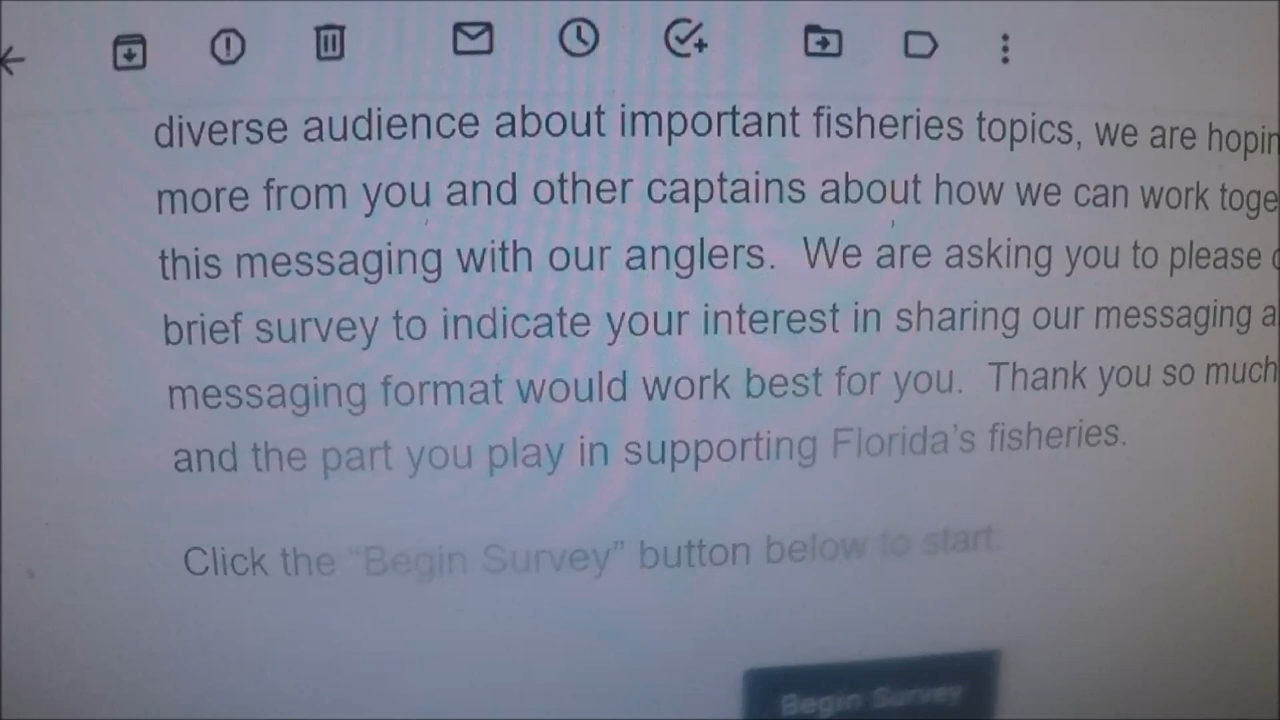 diverse audience about important fisheries topics, we are
more from you and other captains about how we can work
this messaging with our anglers.  We are asking you to please
brief survey to indicate your interest in sharing our messaging
messaging format would work best for you.  Thank you so much
and the part you play in supporting Florida’s fisheries.
Click the “Begin Survey” button below to start.
Begin Survey